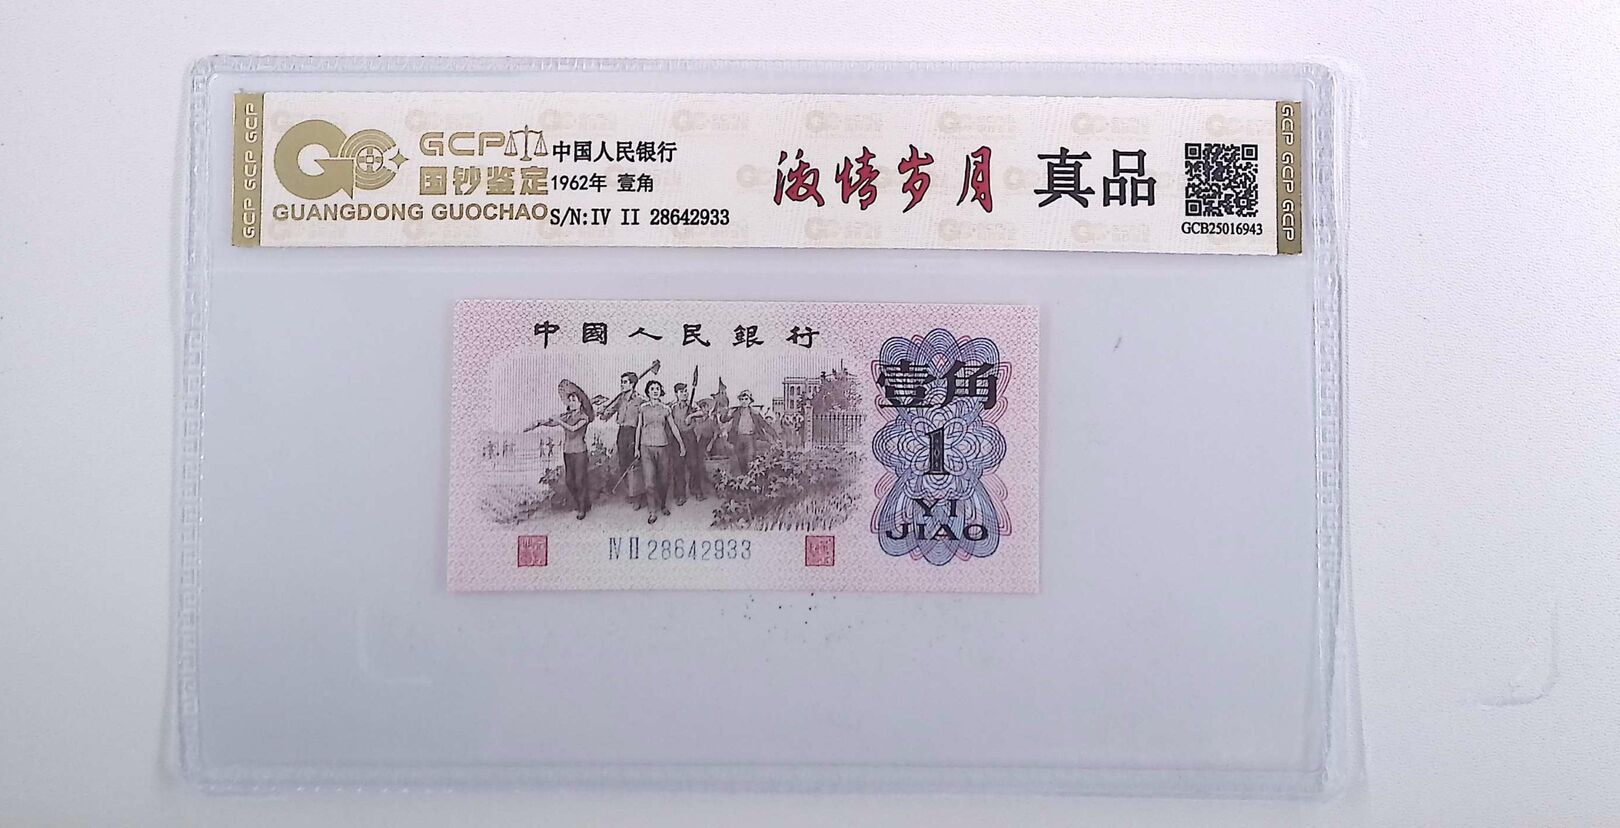 GCP GCP GCP
GCP
国钞鉴定
GUANGDONG GUOCHAO
中国人民银行
1962年 壹角
S/N:IV II 28642933
激情岁月 真品
GCB25016943
GCP GCP GCP
中國人民銀行
壹角
1
YI
JIAO
IV II 28642933